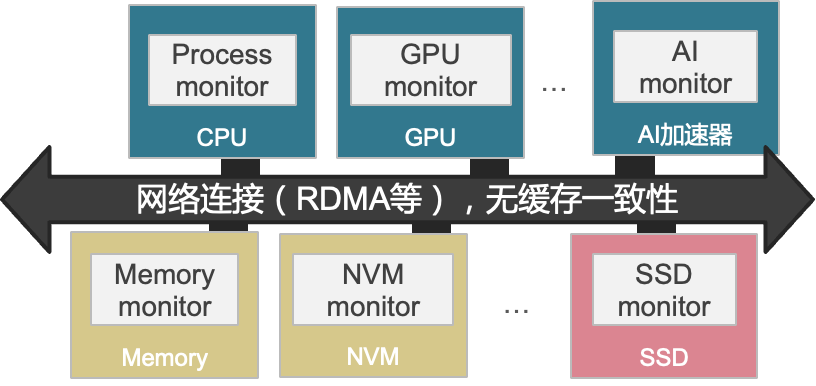 Process
monitor
CPU
GPU
monitor
GPU
...
AI
monitor
AI加速器
网络连接（RDMA等），无缓存一致性
Memory
monitor
Memory
NVM
monitor
NVM
...
SSD
monitor
SSD